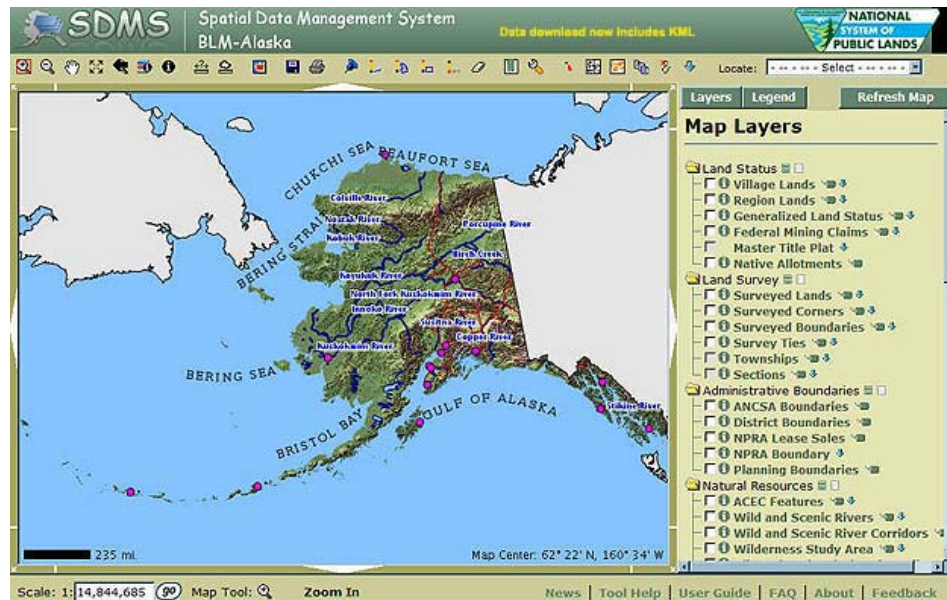 SDMS
Spatial Data Management System
BLM-Alaska
Data download now includes KML
NATIONAL
SYSTEM OF
PUBLIC LANDS
Locate: - -- -- -- - Select - -- -- -- -
Layers
Legend
Refresh Map
Map Layers
Land Status
Village Lands
Region Lands
Generalized Land Status
Federal Mining Claims
Master Title Plat
Native Allotments
Land Survey
Surveyed Lands
Surveyed Corners
Surveyed Boundaries
Survey Ties
Townships
Sections
Administrative Boundaries
ANCSA Boundaries
District Boundaries
NPRA Lease Sales
NPRA Boundary
Planning Boundaries
Natural Resources
ACEC Features
Wild and Scenic Rivers
Wild and Scenic River Corridors
Wilderness Study Area
CHUKCHI SEA
BEAUFORT SEA
Colville River
Noatak River
Porcupine River
Kobuk River
BERING STRAIT
Birch Creek
Koyukuk River
North Fork Kuskokwim River
Innoko River
Susitna River
Copper River
Kuskokwim River
BERING SEA
BRISTOL BAY
GULF OF ALASKA
Stikine River
235 mi.
Map Center: 62° 22' N, 160° 34' W
Scale: 1: 14,844,685 go Map Tool: Zoom In
News | Tool Help | User Guide | FAQ | About | Feedback